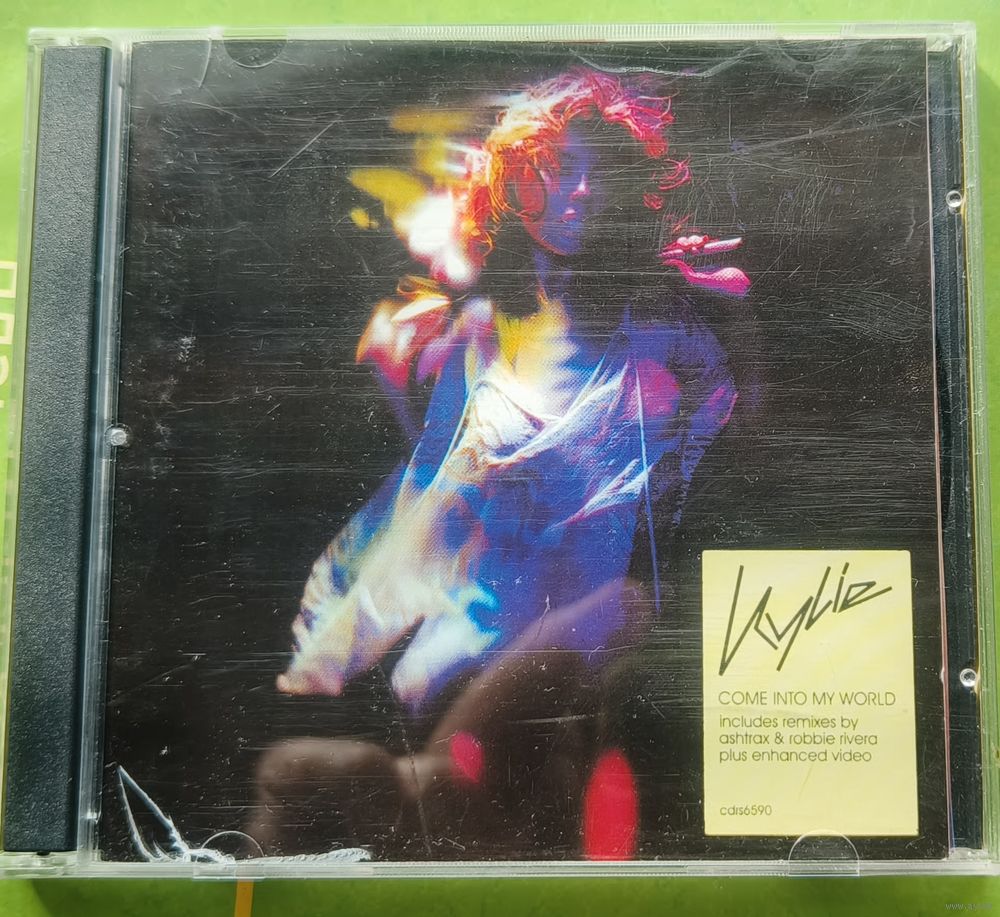 Kylie
COME INTO MY WORLD
includes remixes by
ashtrax & robbie rivera
plus enhanced video
cdrs6590